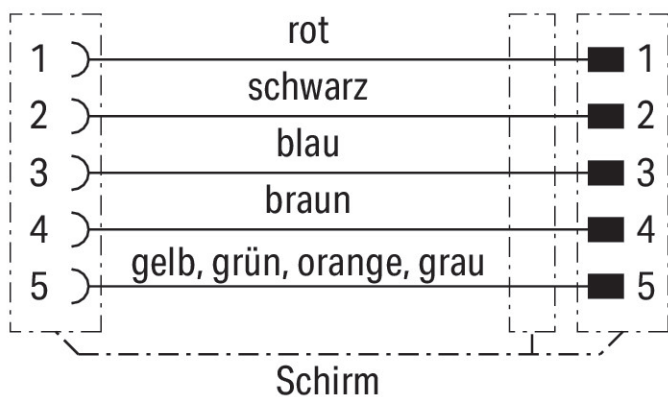 rot
1 1
schwarz
2 2
blau
3 3
braun
4 4
gelb, grün, orange, grau
5 5
Schirm